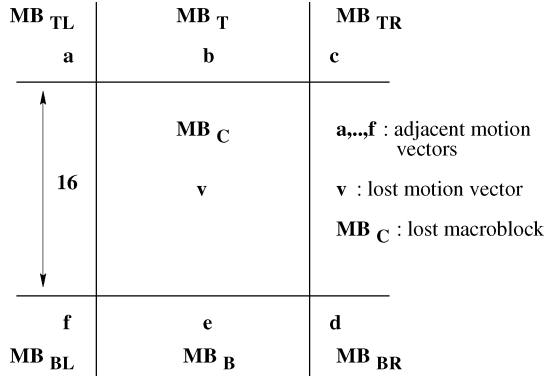 MB TL MB T MB TR
a b c
MB C
a,..,f : adjacent motion
vectors
16
v
v : lost motion vector
MB C : lost macroblock
f e d
MB BL MB B MB BR